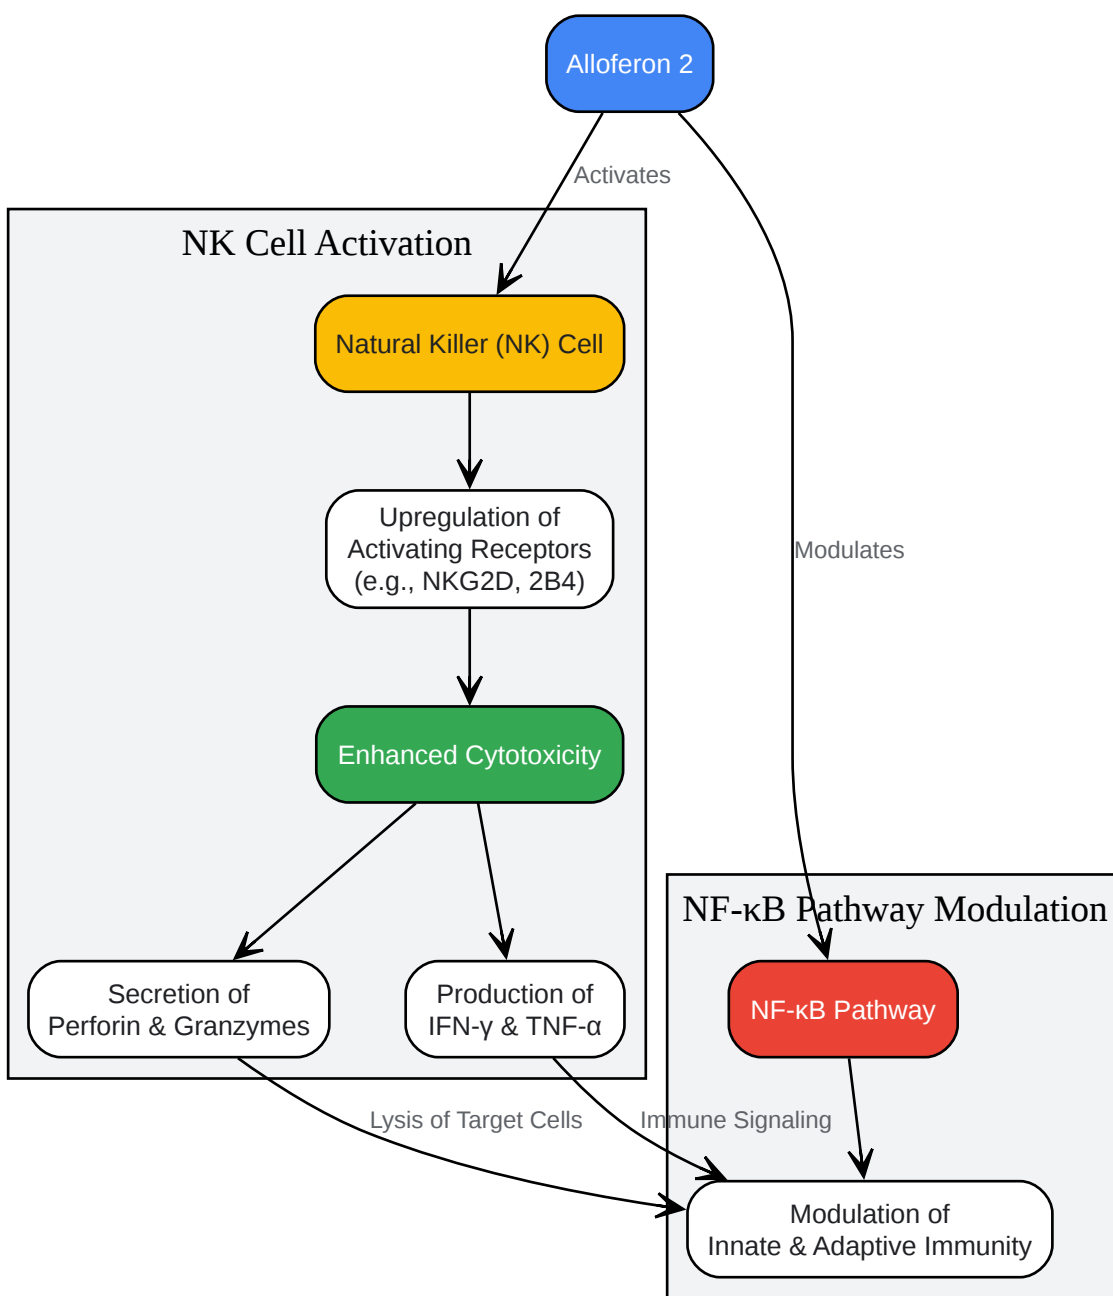 Alloferon 2
Activates
NK Cell Activation
Natural Killer (NK) Cell
Upregulation of
Activating Receptors
(e.g., NKG2D, 2B4)
Modulates
Enhanced Cytotoxicity
NF-κB Pathway Modulation
Secretion of
Perforin & Granzymes
Production of
IFN-γ & TNF-α
NF-κB Pathway
Lysis of Target Cells
Immune Signaling
Modulation of
Innate & Adaptive Immunity